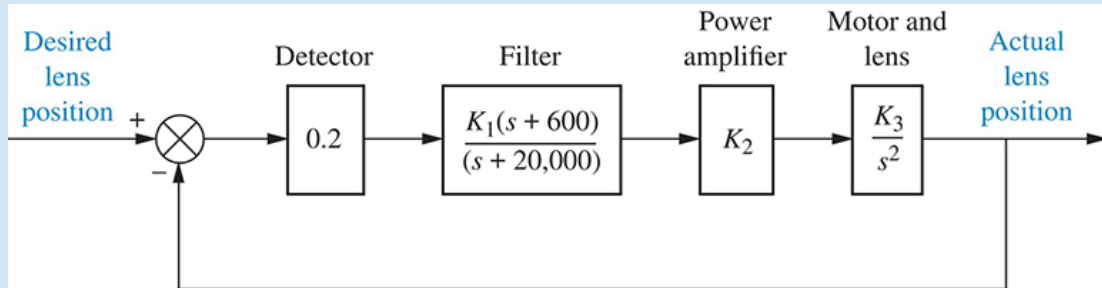 Desired
lens
position
+
−
Detector
0.2
Filter
K₁(s + 600)
(s + 20,000)
Power
amplifier
K₂
Motor and
lens
K₃
s²
Actual
lens
position